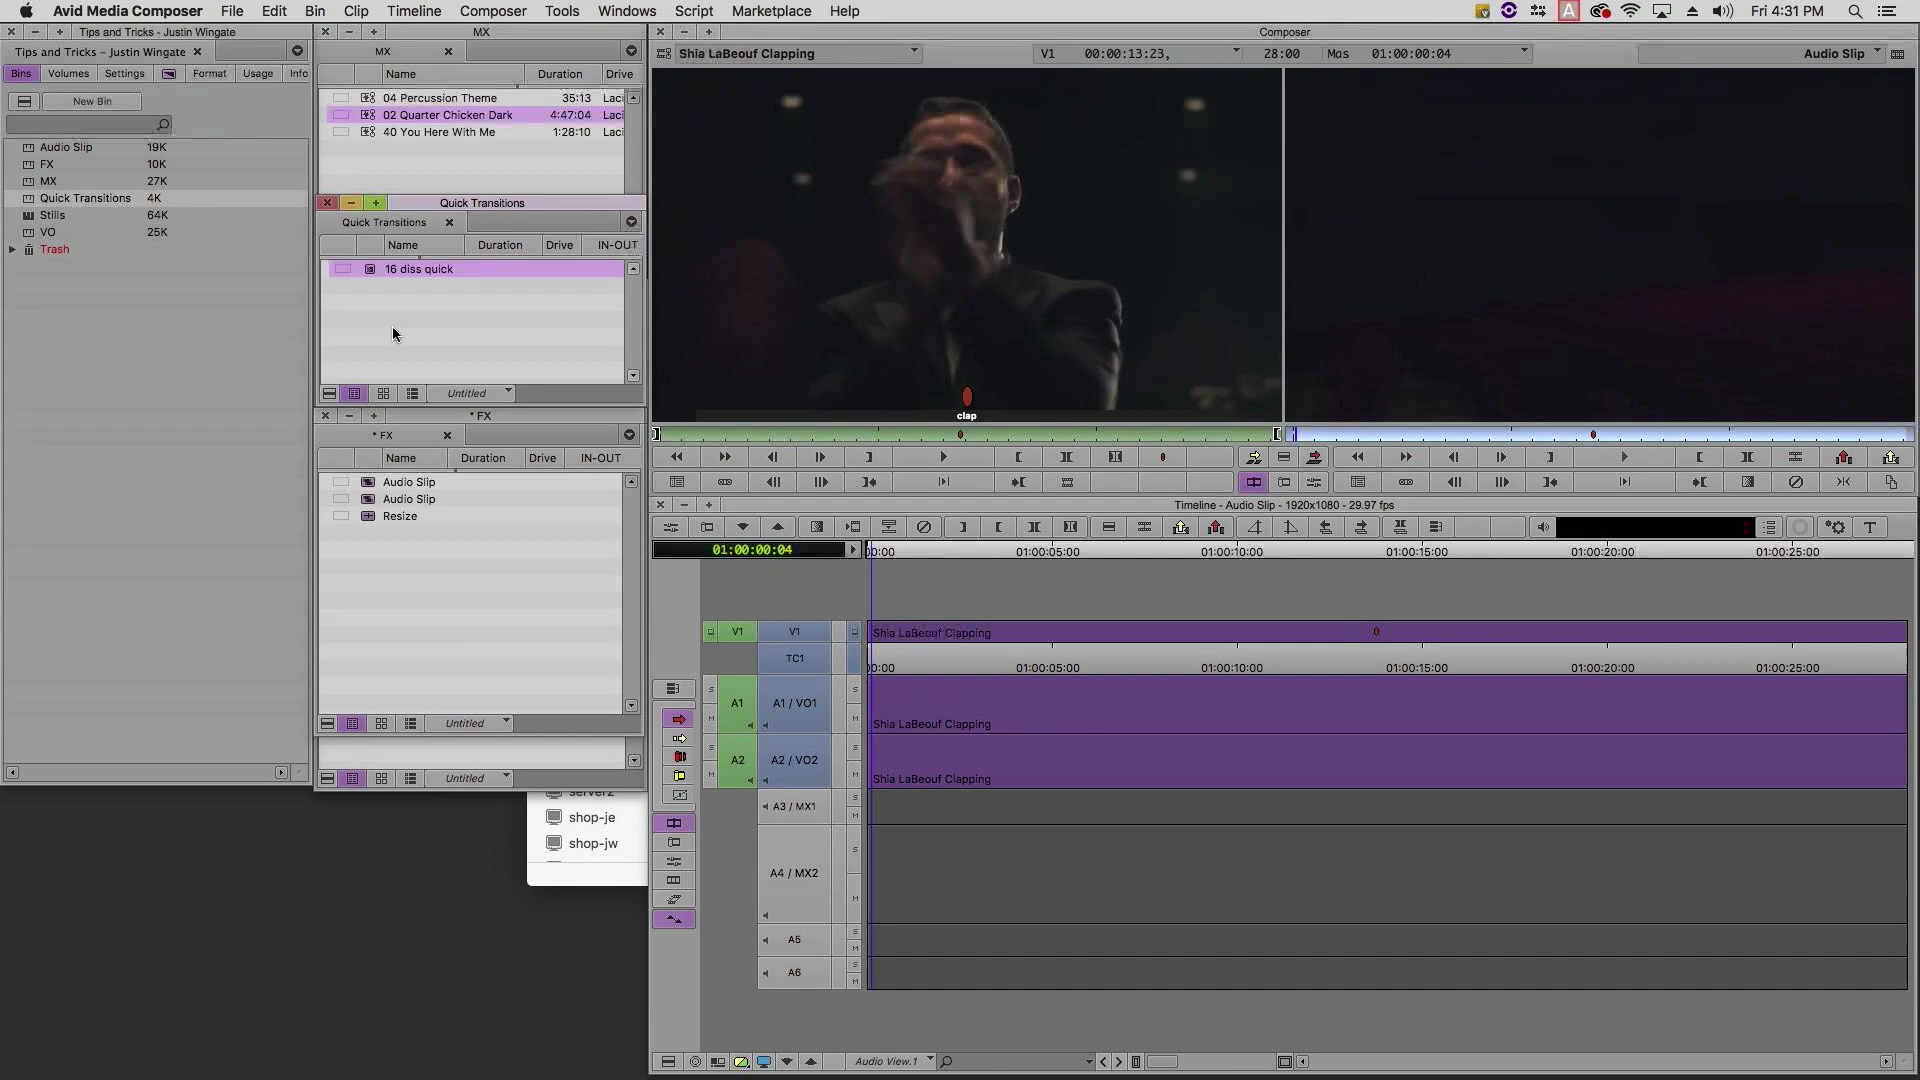 Avid Media Composer File Edit Bin Clip Timeline Composer Tools Windows Script Marketplace Help Fri 4:31 PM
Tips and Tricks - Justin Wingate
Tips and Tricks – Justin Wingate
Bins Volumes Settings Format Usage Info
New Bin
Audio Slip 19K
FX 10K
MX 27K
Quick Transitions 4K
Stills 64K
VO 25K
Trash
MX
MX
Name Duration Drive
04 Percussion Theme 35:13 Laci
02 Quarter Chicken Dark 4:47:04 Laci
40 You Here With Me 1:28:10 Laci
Quick Transitions
Quick Transitions
Name Duration Drive IN-OUT
16 diss quick
Untitled
* FX
* FX
Name Duration Drive IN-OUT
Audio Slip
Audio Slip
Resize
Untitled
Untitled
server2
shop-je
shop-jw
Composer
Shia LaBeouf Clapping V1 00:00:13:23, 28:00 Mas 01:00:00:04 Audio Slip
clap
Timeline - Audio Slip - 1920x1080 - 29.97 fps
01:00:00:04 00:00 01:00:05:00 01:00:10:00 01:00:15:00 01:00:20:00 01:00:25:00
V1 V1 Shia LaBeouf Clapping
TC1 00:00 01:00:05:00 01:00:10:00 01:00:15:00 01:00:20:00 01:00:25:00
S S
A1 A1 / VO1
M M
Shia LaBeouf Clapping
S S
A2 A2 / VO2
M M
Shia LaBeouf Clapping
S
A3 / MX1
M
S
A4 / MX2
M
S
A5
M
S
A6
M
Audio View.1